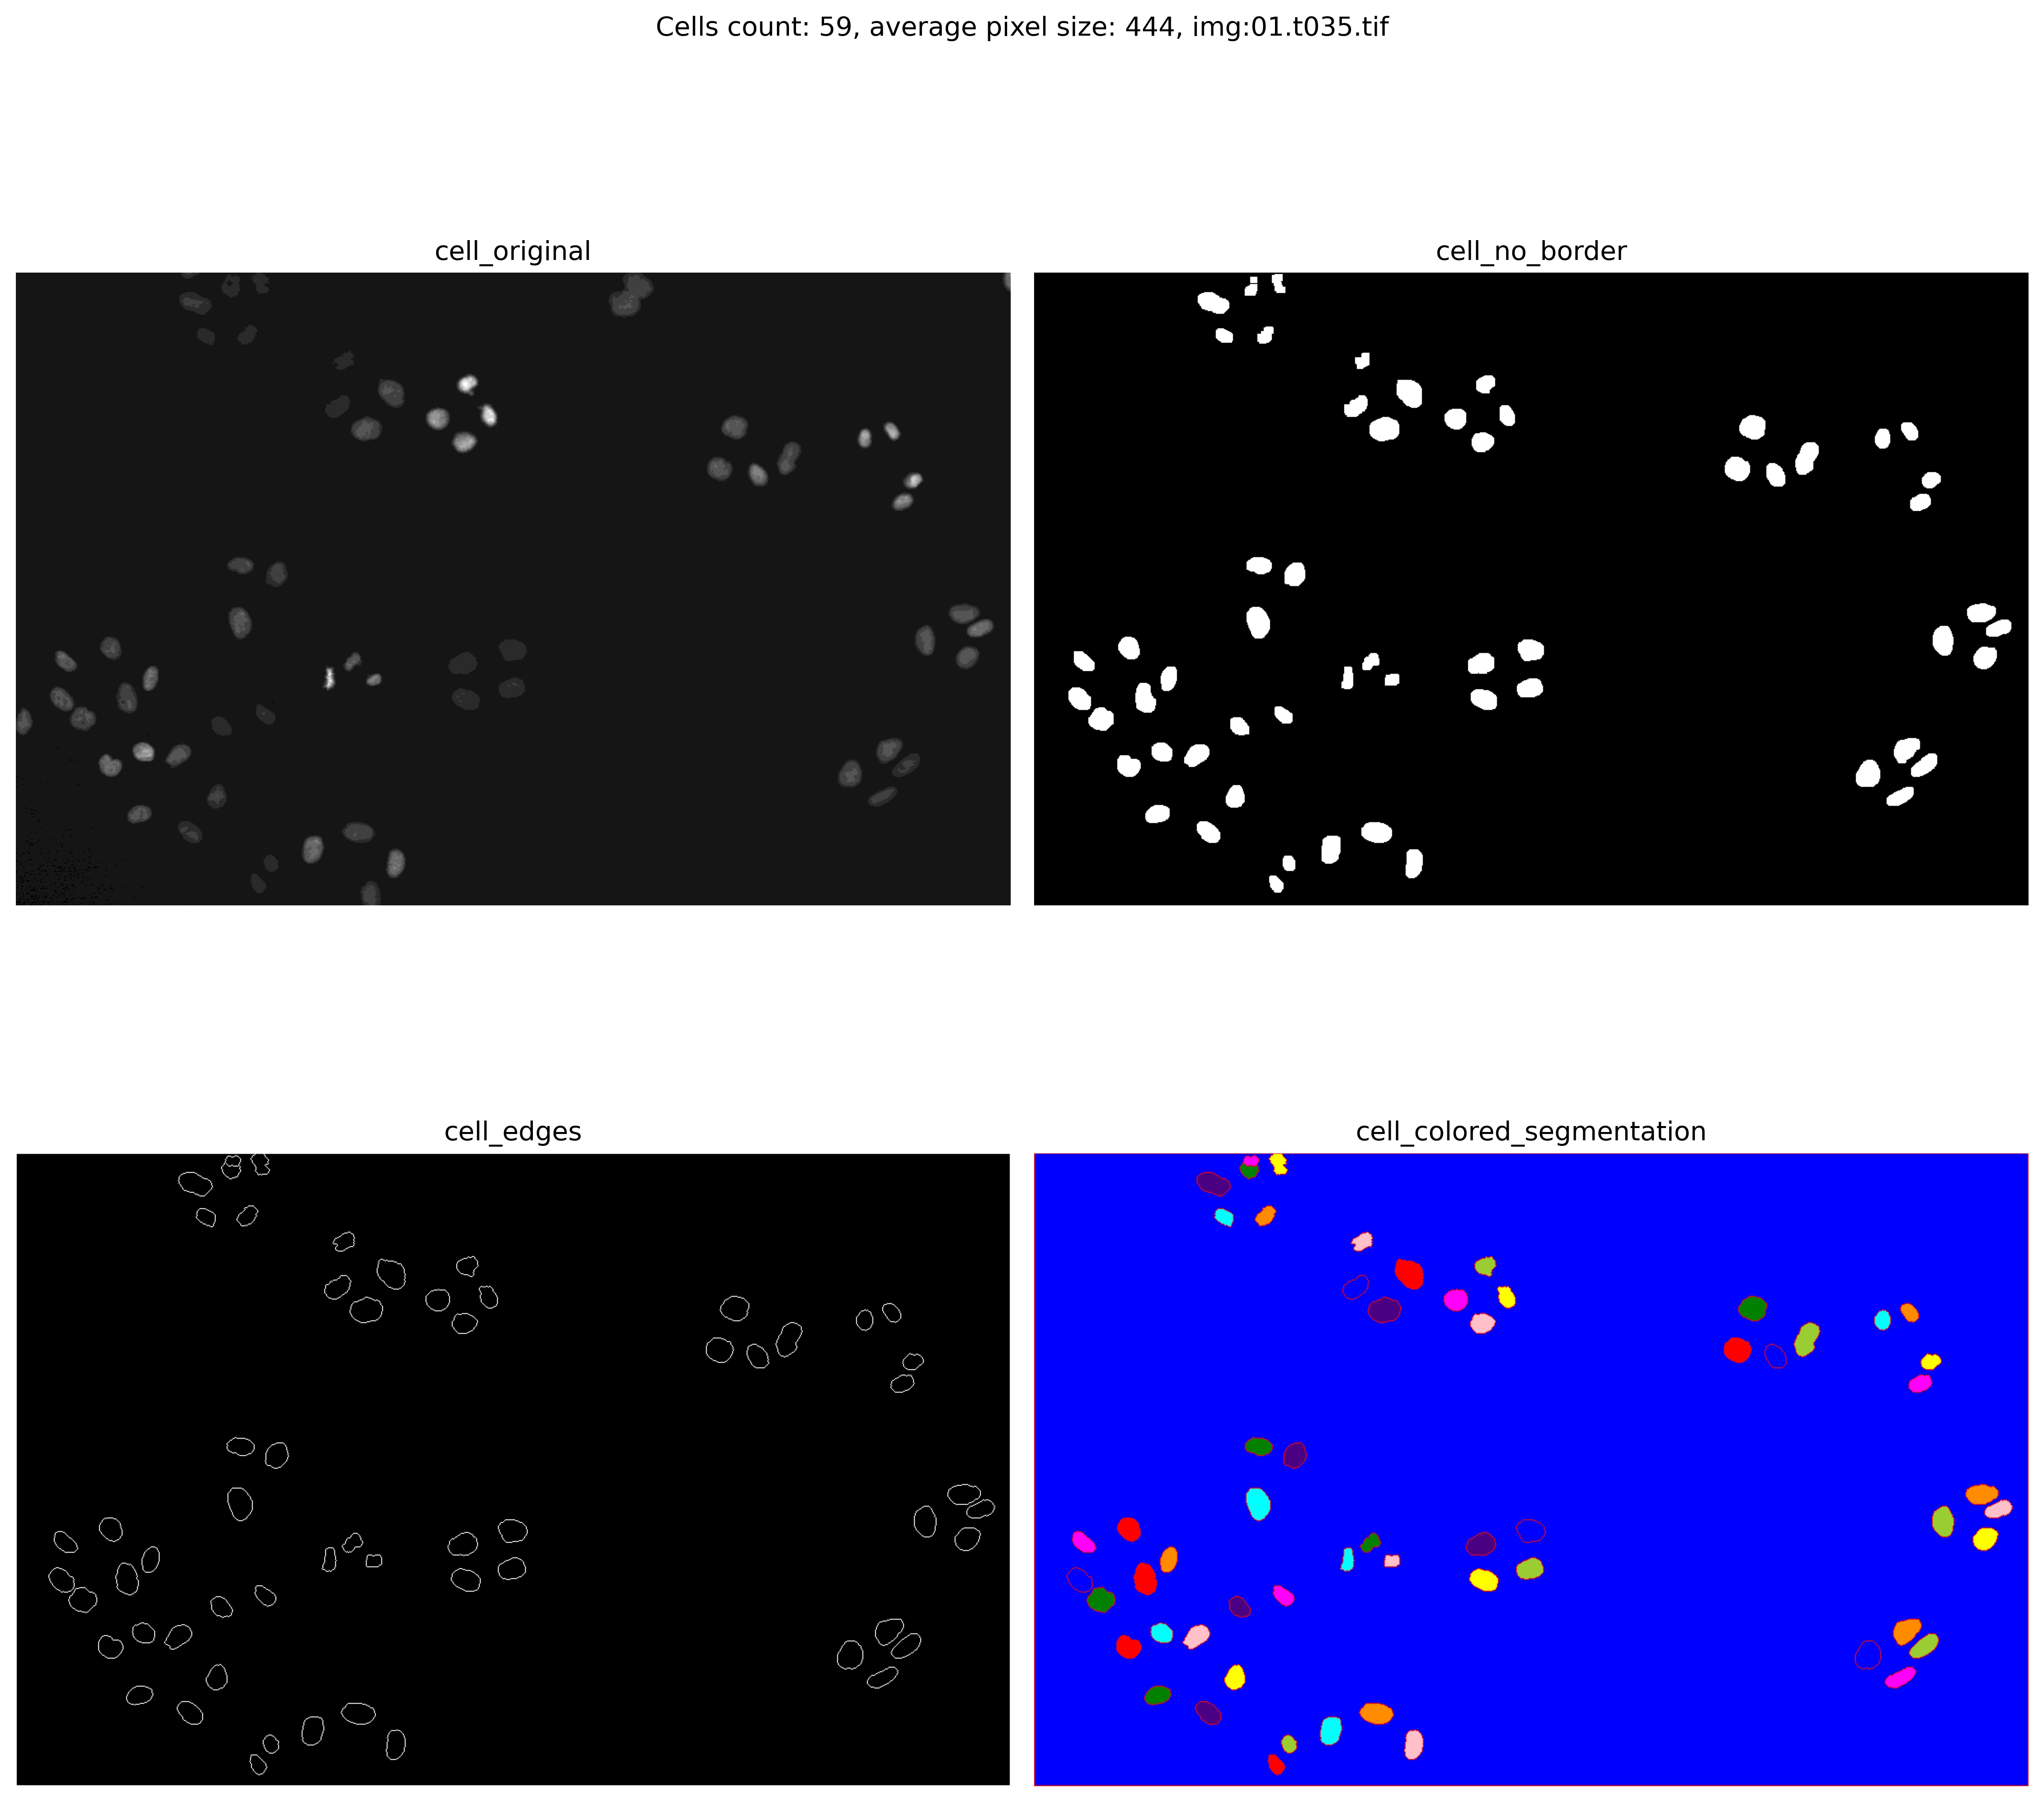 Cells count: 59, average pixel size: 444, img:01.t035.tif
cell_original
cell_no_border
cell_edges
cell_colored_segmentation